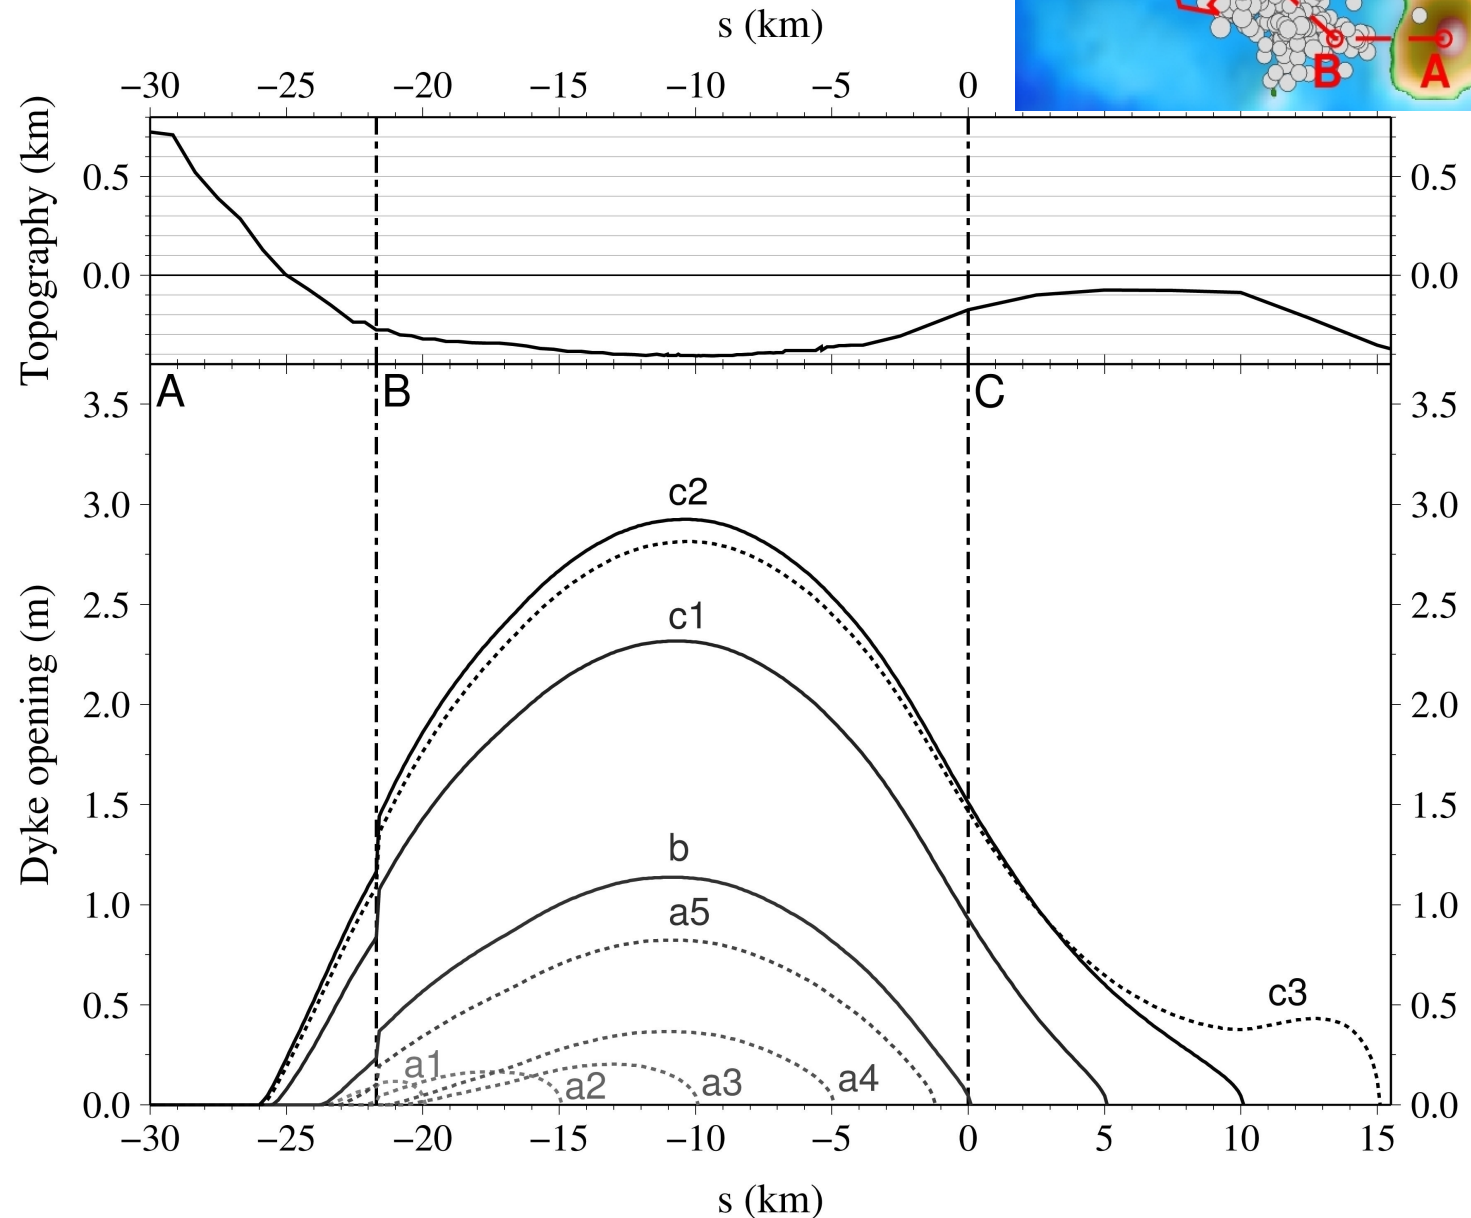 s (km)
−30 −25 −20 −15 −10 −5 0
B A
Topography (km)
0.5 0.5
0.0 0.0
A B C
Dyke opening (m)
3.5 3.5
c2
3.0 3.0
c1
2.5 2.5
2.0 2.0
1.5 1.5
b
1.0 1.0
a5
c3
0.5 0.5
a1 a2 a3 a4
0.0 0.0
−30 −25 −20 −15 −10 −5 0 5 10 15
s (km)